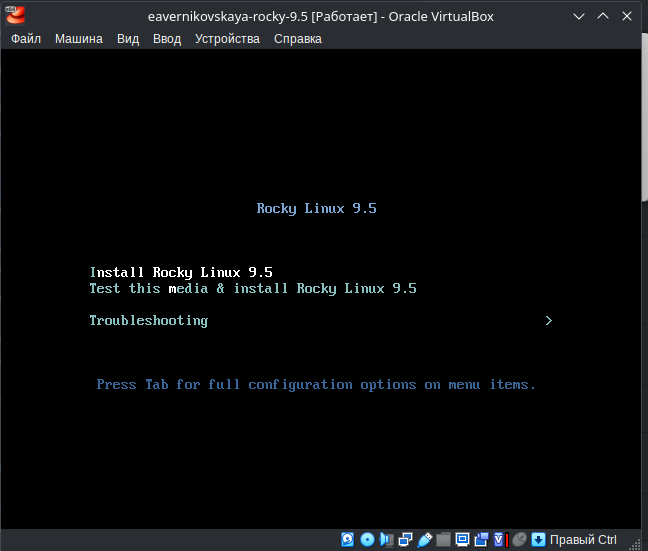 eavernikovskaya-rocky-9.5 [Работает] - Oracle VirtualBox
Файл Машина Вид Ввод Устройства Справка
Rocky Linux 9.5
Install Rocky Linux 9.5
Test this media & install Rocky Linux 9.5
Troubleshooting >
Press Tab for full configuration options on menu items.
Правый Ctrl